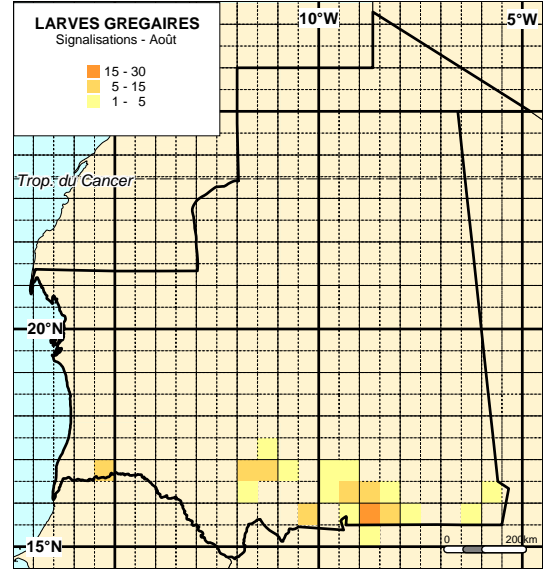 LARVES GREGAIRES
Signalisations - Août
15 - 30
5 - 15
1 - 5
10°W
5°W
Trop. du Cancer
20°N
15°N
0 200km